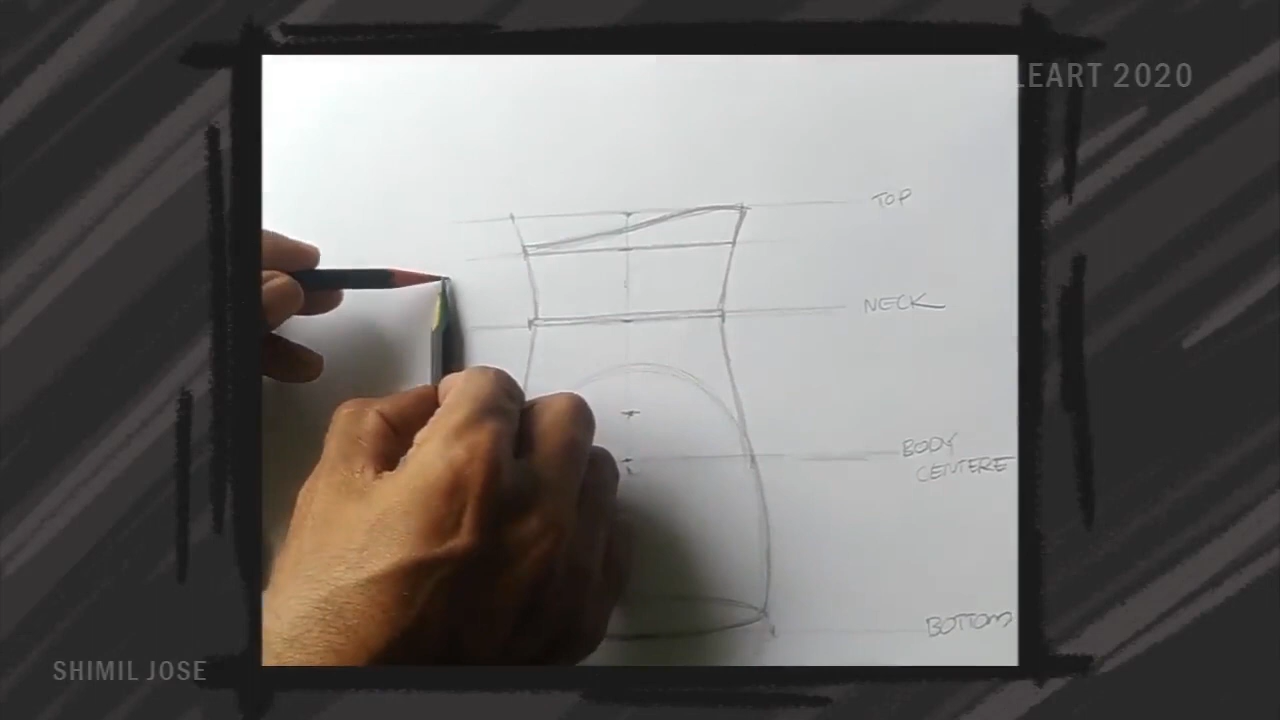 LEART 2020
TOP
NECK
BODY
CENTERE
BOTTOM
SHIMIL JOSE